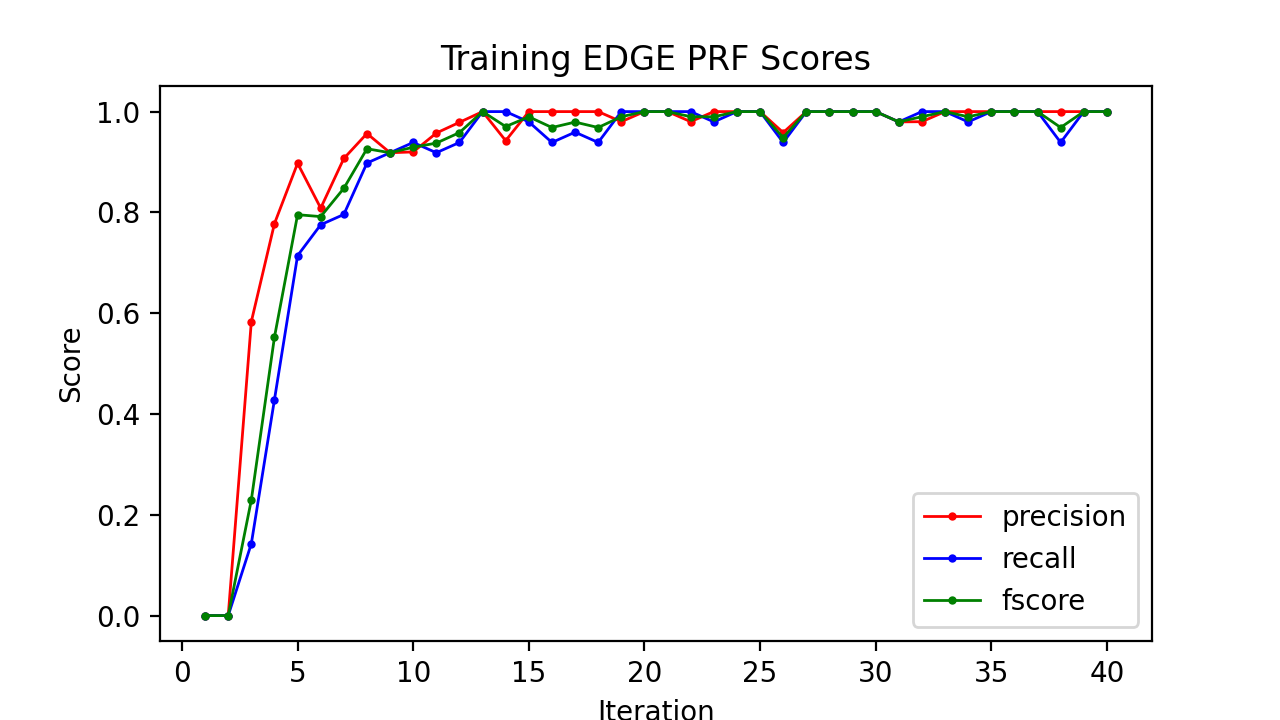 Training EDGE PRF Scores
1.0
0.8
0.6
0.4
0.2
0.0
Score
precision
recall
fscore
0 5 10 15 20 25 30 35 40
Iteration